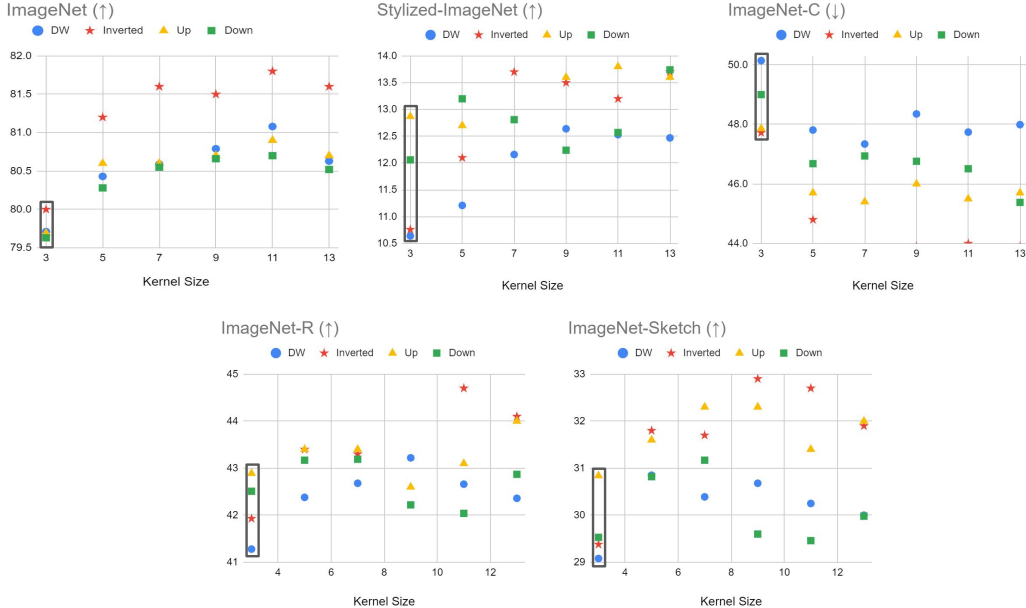 ImageNet (↑)
DW Inverted Up Down
82.0
81.5
81.0
80.5
80.0
79.5
3 5 7 9 11 13
Kernel Size
Stylized-ImageNet (↑)
DW Inverted Up Down
14.0
13.5
13.0
12.5
12.0
11.5
11.0
10.5
3 5 7 9 11 13
Kernel Size
ImageNet-C (↓)
DW Inverted Up Down
50.0
48.0
46.0
44.0
3 5 7 9 11 13
Kernel Size
ImageNet-R (↑)
DW Inverted Up Down
45
44
43
42
41
4 6 8 10 12
Kernel Size
ImageNet-Sketch (↑)
DW Inverted Up Down
33
32
31
30
29
4 6 8 10 12
Kernel Size